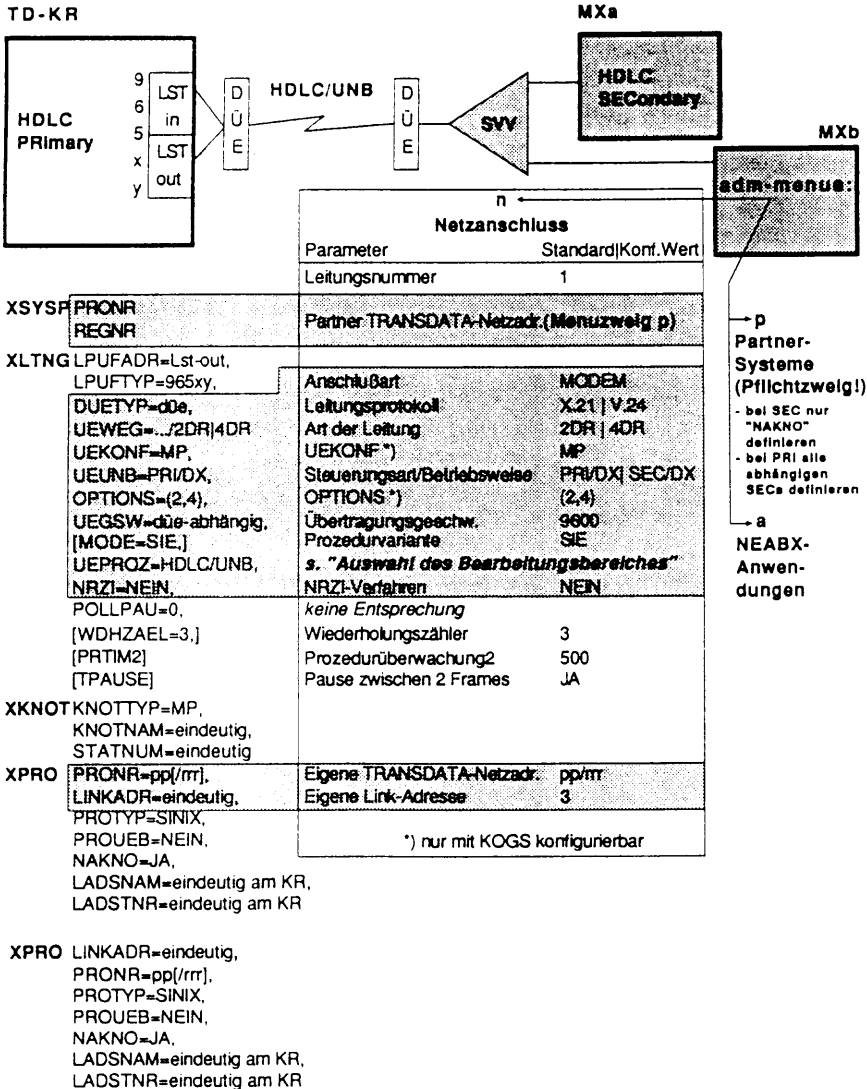 TD-KR
MXa
HDLC
PRImary
9
6
5
x
y
LST
in
LST
out
D
Ü
E
HDLC/UNB
D
Ü
E
SVV
HDLC
SECondary
MXb
adm-menue:
n
Netzanschluss
Parameter Standard|Konf.Wert
Leitungsnummer 1
XSYSP PRONR
REGNR
Partner TRANSDATA-Netzadr.(Menuzweig p)
XLTNG LPUFADR=Lst-out,
LPUFTYP=965xy, Anschlußart MODEM
DUETYP=düe, Leitungsprotokoll X.21 | V.24
UEWEG=.../2DR|4DR Art der Leitung 2DR | 4DR
UEKONF=MP, UEKONF *) MP
UEUNB=PRI/DX, Steuerungsart/Betriebsweise PRI/DX| SEC/DX
OPTIONS=(2,4), OPTIONS *) (2,4)
UEGSW=düe-abhängig, Übertragungsgeschw. 9600
[MODE=SIE,] Prozedurvariante SIE
UEPROZ=HDLC/UNB, s. "Auswahl des Bearbeitungsbereiches"
NRZI=NEIN, NRZI-Verfahren NEIN
POLLPAU=0, keine Entsprechung
[WDHZAEL=3,] Wiederholungszähler 3
[PRTIM2] Prozedurüberwachung2 500
[TPAUSE] Pause zwischen 2 Frames JA
XKNOT KNOTTYP=MP,
KNOTNAM=eindeutig,
STATNUM=eindeutig
XPRO PRONR=pp[/rrr], Eigene TRANSDATA-Netzadr. pp/rrr
LINKADR=eindeutig, Eigene Link-Adresse 3
PROTYP=SINIX,
PROUEB=NEIN, *) nur mit KOGS konfigurierbar
NAKNO=JA,
LADSNAM=eindeutig am KR,
LADSTNR=eindeutig am KR
XPRO LINKADR=eindeutig,
PRONR=pp[/rrr],
PROTYP=SINIX,
PROUEB=NEIN,
NAKNO=JA,
LADSNAM=eindeutig am KR,
LADSTNR=eindeutig am KR
p
Partner-
Systeme
(Pflichtzweig!)
- bei SEC nur
"NAKNO"
definieren
- bei PRI alle
abhängigen
SECs definieren
a
NEABX-
Anwen-
dungen